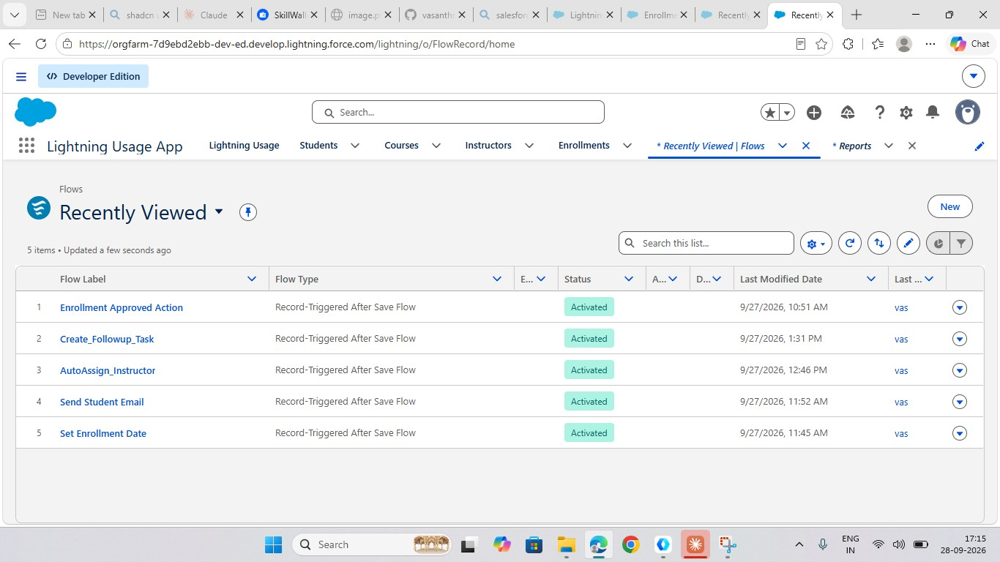 New tab
shadcn
Claude
SkillWall
image.p
vasanth
salesforc
Lightnin
Enrollme
Recently
Recently
https://orgfarm-7d9ebd2ebb-dev-ed.develop.lightning.force.com/lightning/o/FlowRecord/home
Chat
</> Developer Edition
Search...
Lightning Usage App
Lightning Usage
Students
Courses
Instructors
Enrollments
* Recently Viewed | Flows
* Reports
Flows
Recently Viewed
New
5 items • Updated a few seconds ago
Search this list...
Flow Label Flow Type E... Status A... D... Last Modified Date Last ...
1 Enrollment Approved Action Record-Triggered After Save Flow Activated 9/27/2026, 10:51 AM vas
2 Create_Followup_Task Record-Triggered After Save Flow Activated 9/27/2026, 1:31 PM vas
3 AutoAssign_Instructor Record-Triggered After Save Flow Activated 9/27/2026, 12:46 PM vas
4 Send Student Email Record-Triggered After Save Flow Activated 9/27/2026, 11:52 AM vas
5 Set Enrollment Date Record-Triggered After Save Flow Activated 9/27/2026, 11:45 AM vas
Search
ENG
IN
17:15
28-09-2026